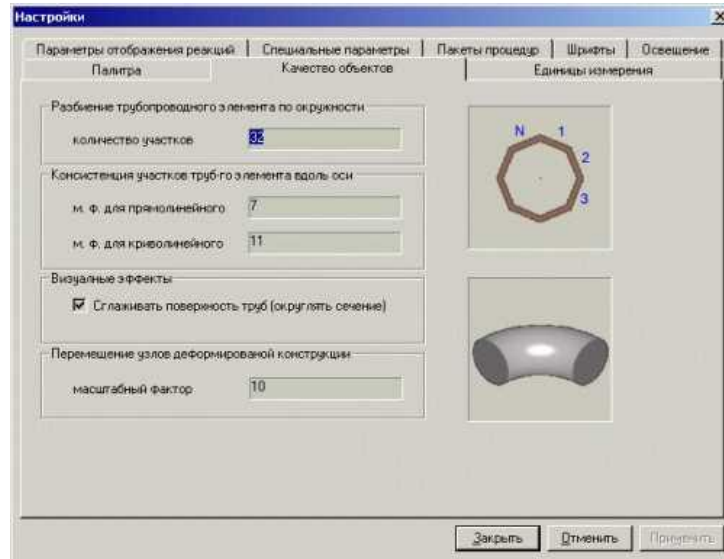 Настройки
Параметры отображения реакций
Специальные параметры
Пакеты процедур
Шрифты
Освещение
Палитра
Качество объектов
Единицы измерения
Разбиение трубопроводного элемента по окружности
количество участков 32
N 1
2
3
Консистенция участков труб-го элемента вдоль оси
м. ф. для прямолинейного 7
м. ф. для криволинейного 11
Визуальные эффекты
Сглаживать поверхность труб (округлять сечение)
Перемещение узлов деформированой конструкции
масштабный фактор 10
Закрыть
Отменить
Применить